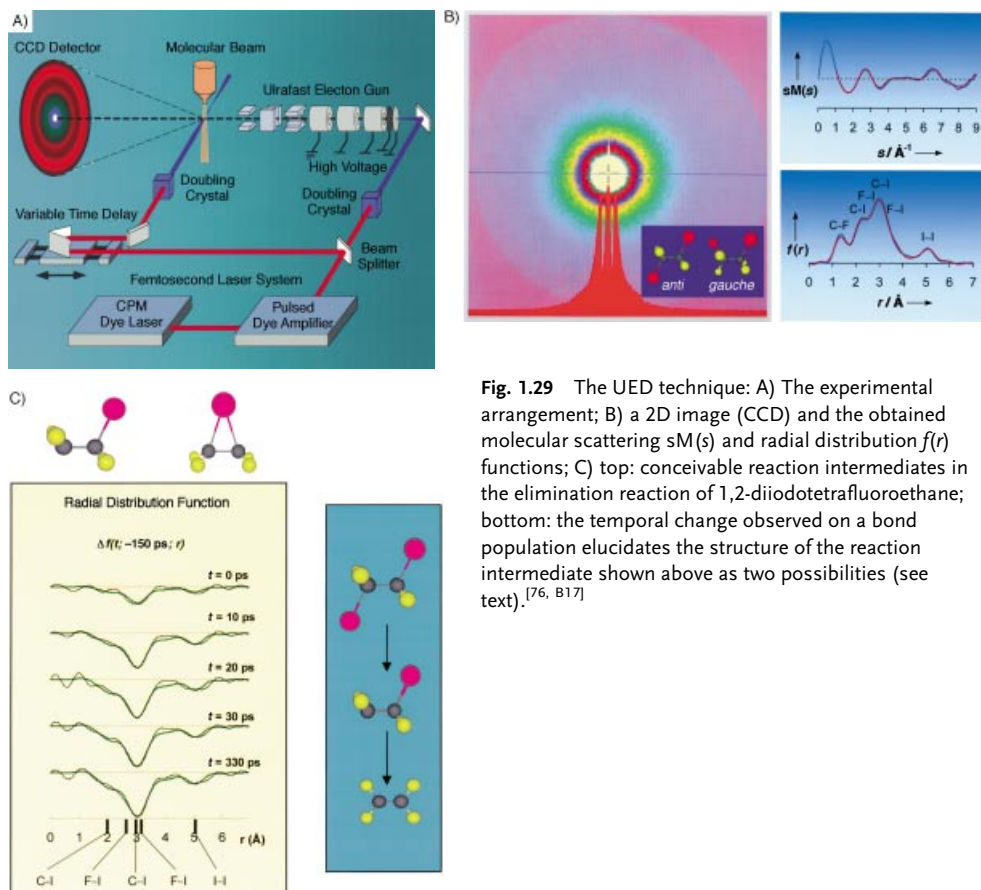 A)
CCD Detector
Molecular Beam
Ulrafast Electon Gun
High Voltage
Doubling
Crystal
Doubling
Crystal
Variable Time Delay
Beam
Splitter
Femtosecond Laser System
CPM
Dye Laser
Pulsed
Dye Amplifier
B)
anti gauche
sM(s)
0 1 2 3 4 5 6 7 8 9
s / Å⁻¹
C–I
F–I
C–I F–I
C–F
I–I
f(r)
0 1 2 3 4 5 6 7
r / Å
C)
Radial Distribution Function
Δf(t; –150 ps; r)
t = 0 ps
t = 10 ps
t = 20 ps
t = 30 ps
t = 330 ps
0 1 2 3 4 5 6 r (Å)
C–I F–I C–I F–I I–I
Fig. 1.29 The UED technique: A) The experimental
arrangement; B) a 2D image (CCD) and the obtained
molecular scattering sM(s) and radial distribution f(r)
functions; C) top: conceivable reaction intermediates in
the elimination reaction of 1,2-diiodotetrafluoroethane;
bottom: the temporal change observed on a bond
population elucidates the structure of the reaction
intermediate shown above as two possibilities (see
text).[76, B17]